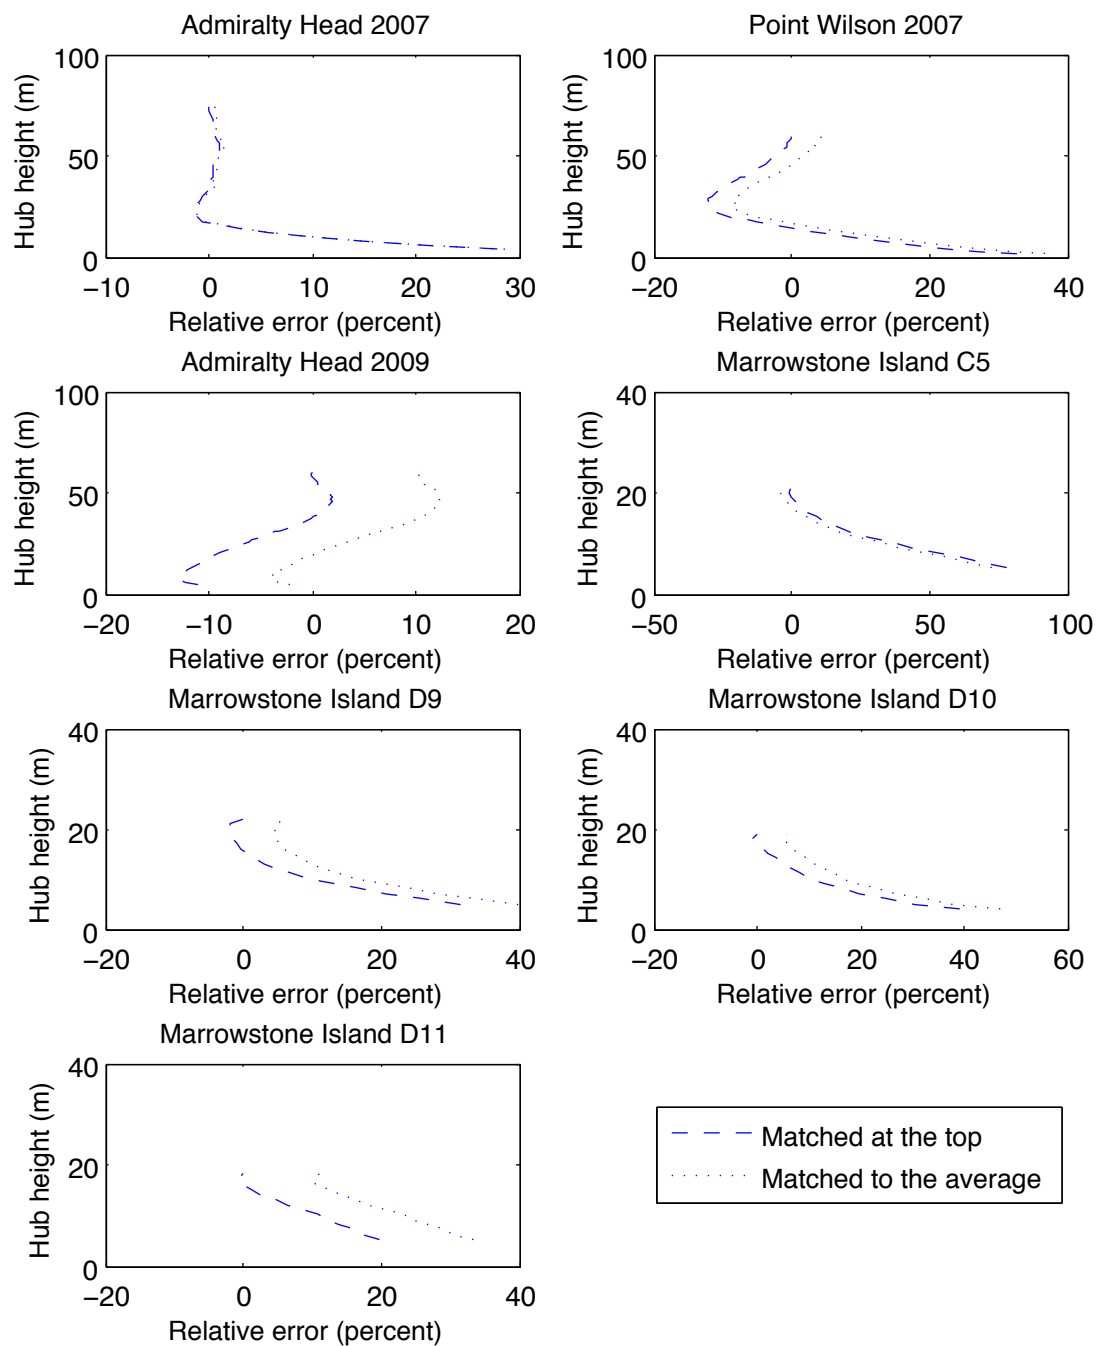 Admiralty Head 2007
100
50
0
−10 0 10 20 30
Hub height (m)
Relative error (percent)
Point Wilson 2007
100
50
0
−20 0 20 40
Hub height (m)
Relative error (percent)
Admiralty Head 2009
100
50
0
−20 −10 0 10 20
Hub height (m)
Relative error (percent)
Marrowstone Island C5
40
20
0
−50 0 50 100
Hub height (m)
Relative error (percent)
Marrowstone Island D9
40
20
0
−20 0 20 40
Hub height (m)
Relative error (percent)
Marrowstone Island D10
40
20
0
−20 0 20 40 60
Hub height (m)
Relative error (percent)
Marrowstone Island D11
40
20
0
−20 0 20 40
Hub height (m)
Relative error (percent)
Matched at the top
Matched to the average